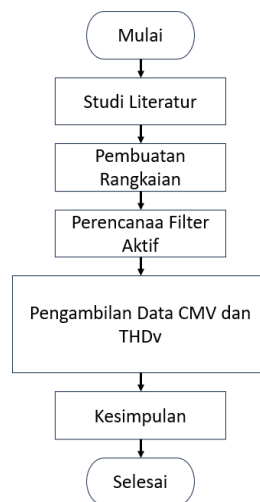 Mulai
Studi Literatur
Pembuatan
Rangkaian
Perencanaa Filter
Aktif
Pengambilan Data CMV dan
THDv
Kesimpulan
Selesai